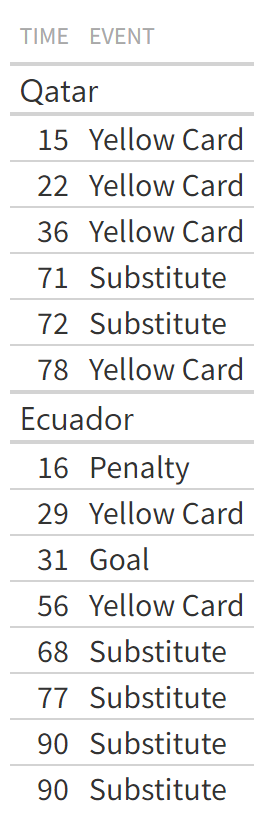 TIME EVENT
Qatar
15 Yellow Card
22 Yellow Card
36 Yellow Card
71 Substitute
72 Substitute
78 Yellow Card
Ecuador
16 Penalty
29 Yellow Card
31 Goal
56 Yellow Card
68 Substitute
77 Substitute
90 Substitute
90 Substitute